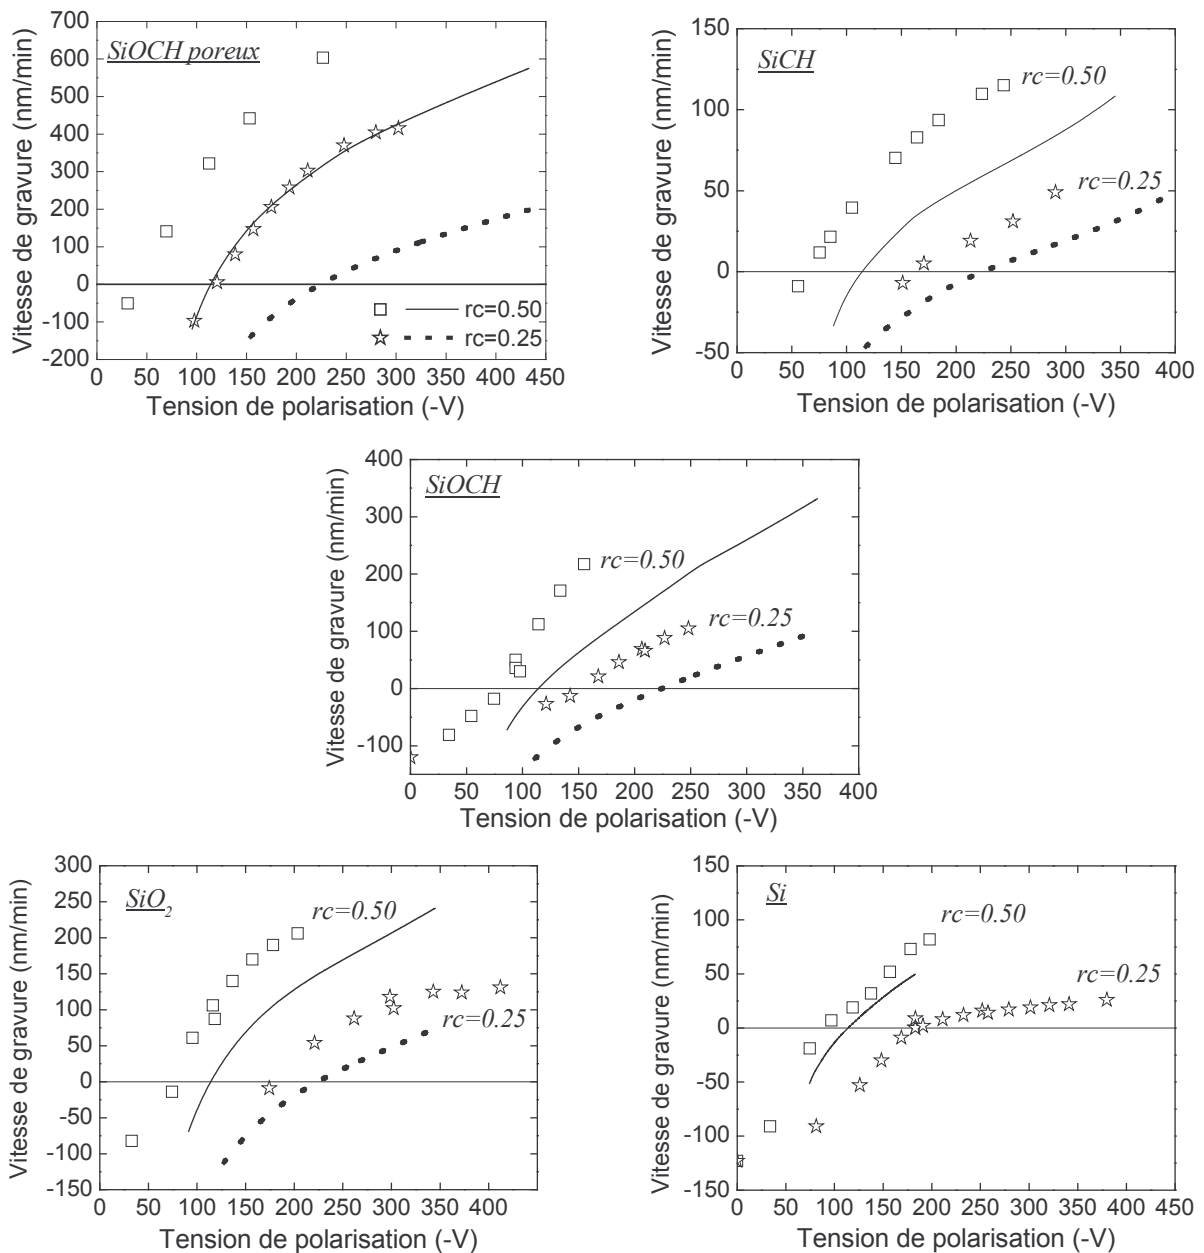 SiOCH poreux
Vitesse de gravure (nm/min)
700
600
500
400
300
200
100
0
-100
-200
rc=0.50
rc=0.25
0 50 100 150 200 250 300 350 400 450
Tension de polarisation (-V)
SiCH
Vitesse de gravure (nm/min)
150
100
50
0
-50
rc=0.50
rc=0.25
0 50 100 150 200 250 300 350 400
Tension de polarisation (-V)
SiOCH
Vitesse de gravure (nm/min)
400
300
200
100
0
-100
rc=0.50
rc=0.25
0 50 100 150 200 250 300 350 400
Tension de polarisation (-V)
SiO2
Vitesse de gravure (nm/min)
300
250
200
150
100
50
0
-50
-100
-150
rc=0.50
rc=0.25
0 50 100 150 200 250 300 350 400
Tension de polarisation (-V)
Si
Vitesse de gravure (nm/min)
150
100
50
0
-50
-100
-150
rc=0.50
rc=0.25
0 50 100 150 200 250 300 350 400 450
Tension de polarisation (-V)